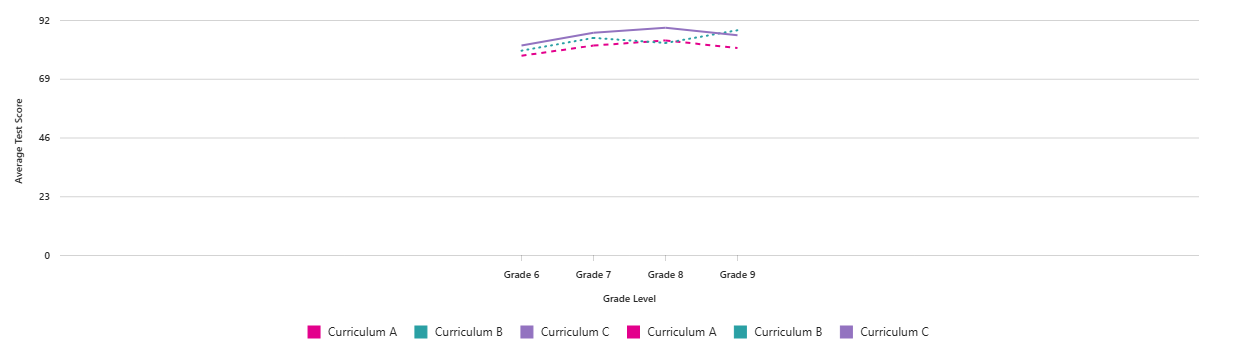 92
69
46
23
0
Average Test Score
Grade 6 Grade 7 Grade 8 Grade 9
Grade Level
Curriculum A Curriculum B Curriculum C Curriculum A Curriculum B Curriculum C